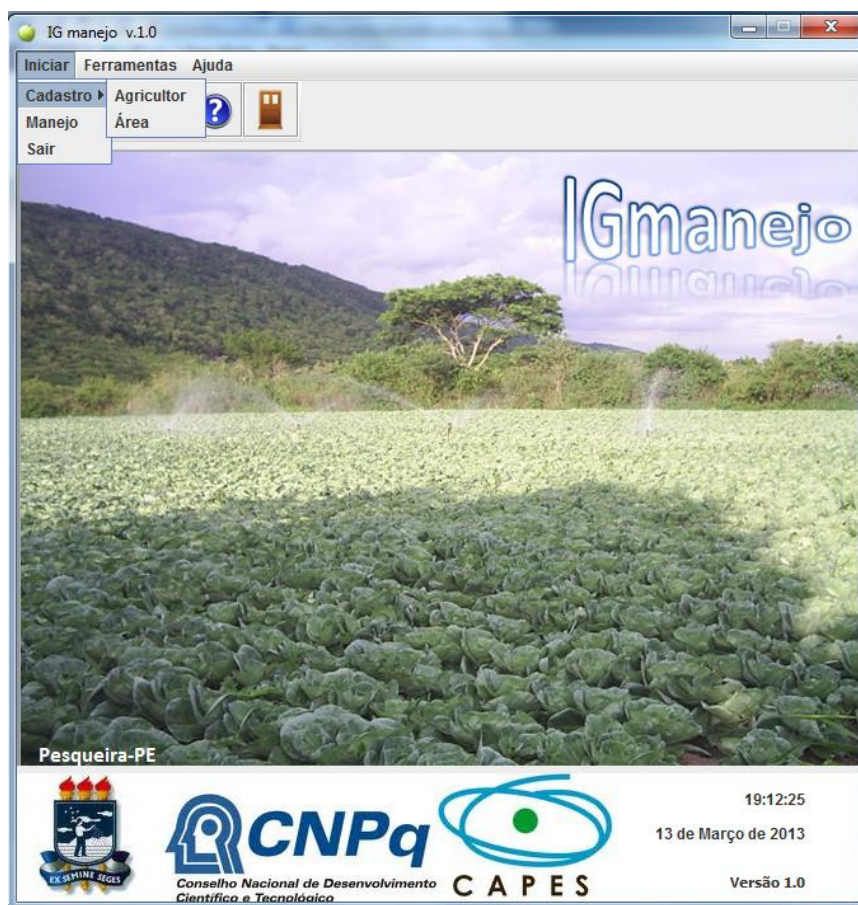 IG manejo v.1.0
Iniciar Ferramentas Ajuda
Cadastro Agricultor
Manejo Área
Sair
?
IGmanejo
Pesqueira-PE
EX SEMINE SEGES
CNPq
Conselho Nacional de Desenvolvimento
Científico e Tecnológico
CAPES
19:12:25
13 de Março de 2013
Versão 1.0